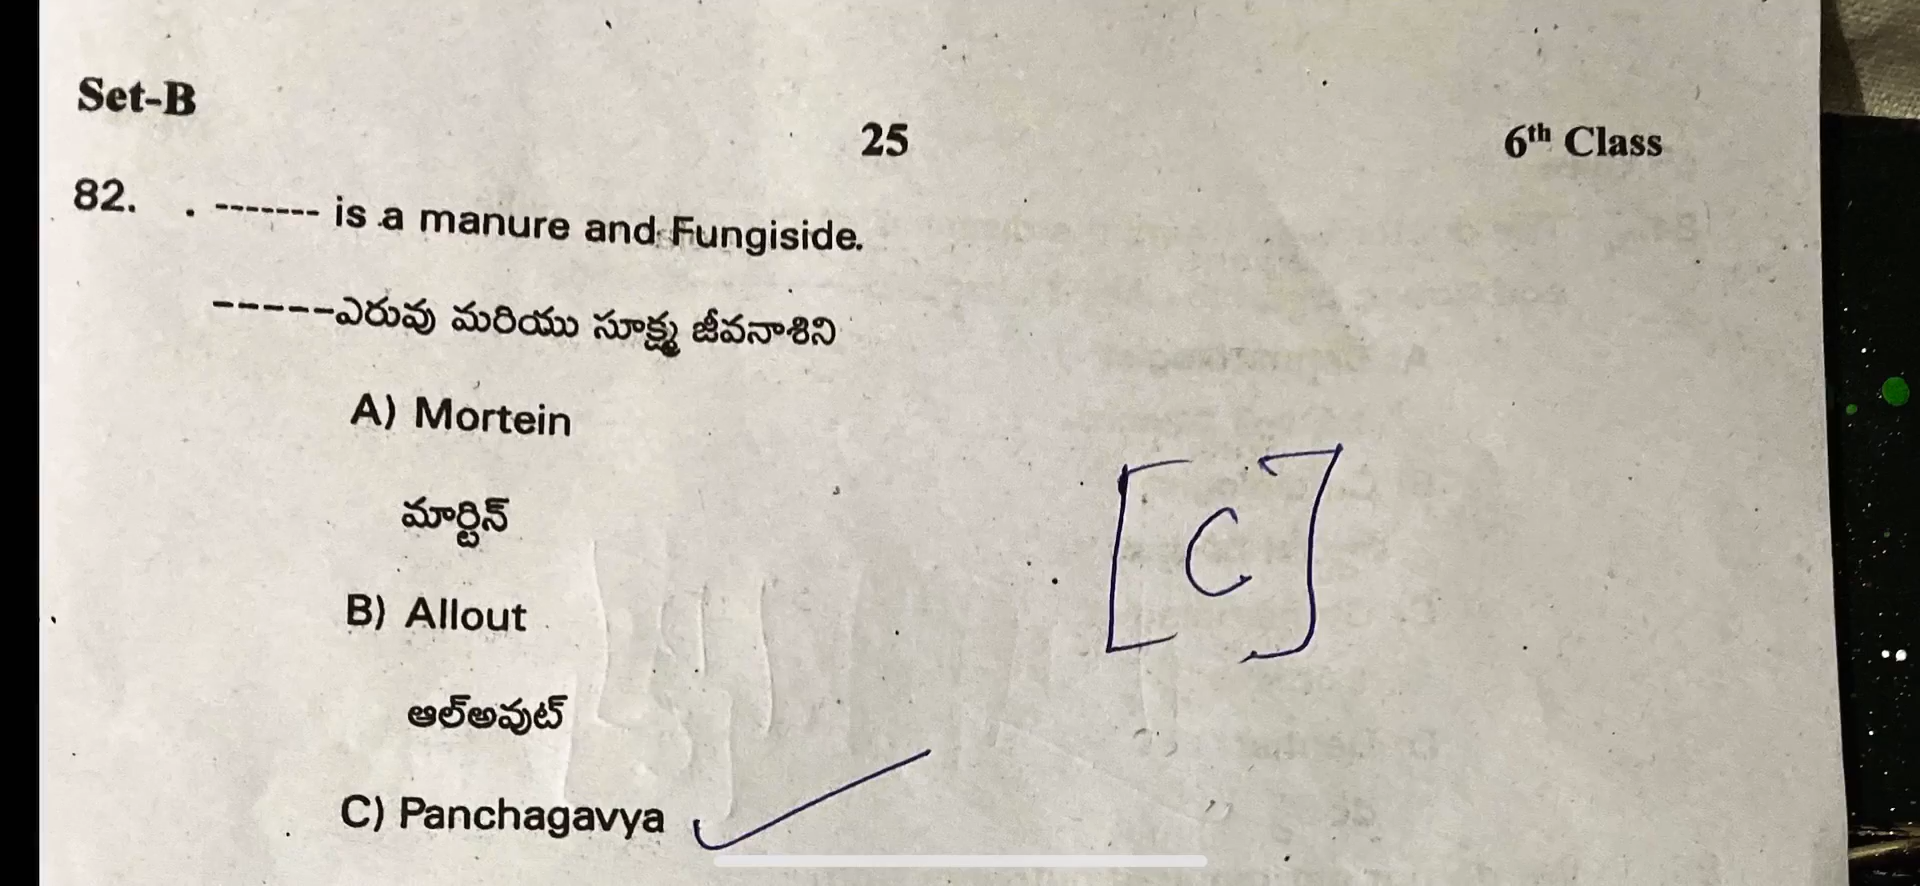 Set-B
25
6th Class
82. . ------- is a manure and Fungiside.
-----ఎరువు మరియు సూక్ష్మ జీవనాశిని
A) Mortein
మార్టిన్
B) Allout
ఆల్అవుట్
[C]
C) Panchagavya